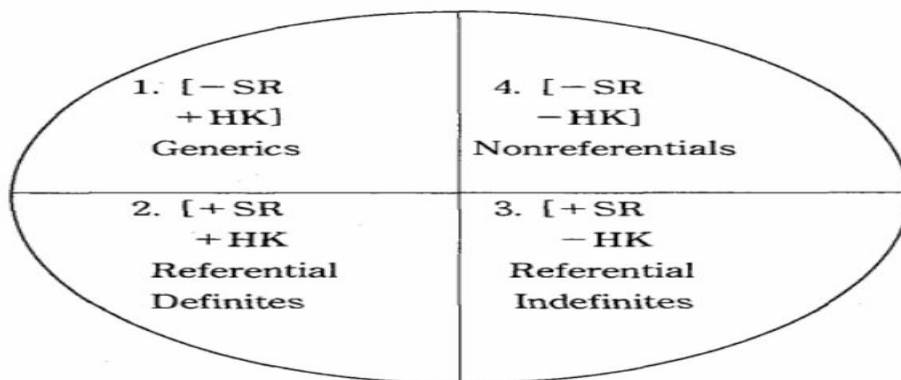 1. [−SR
+HK]
Generics
4. [−SR
−HK]
Nonreferentials
2. [+SR
+HK
Referential
Definites
3. [+SR
−HK
Referential
Indefinites